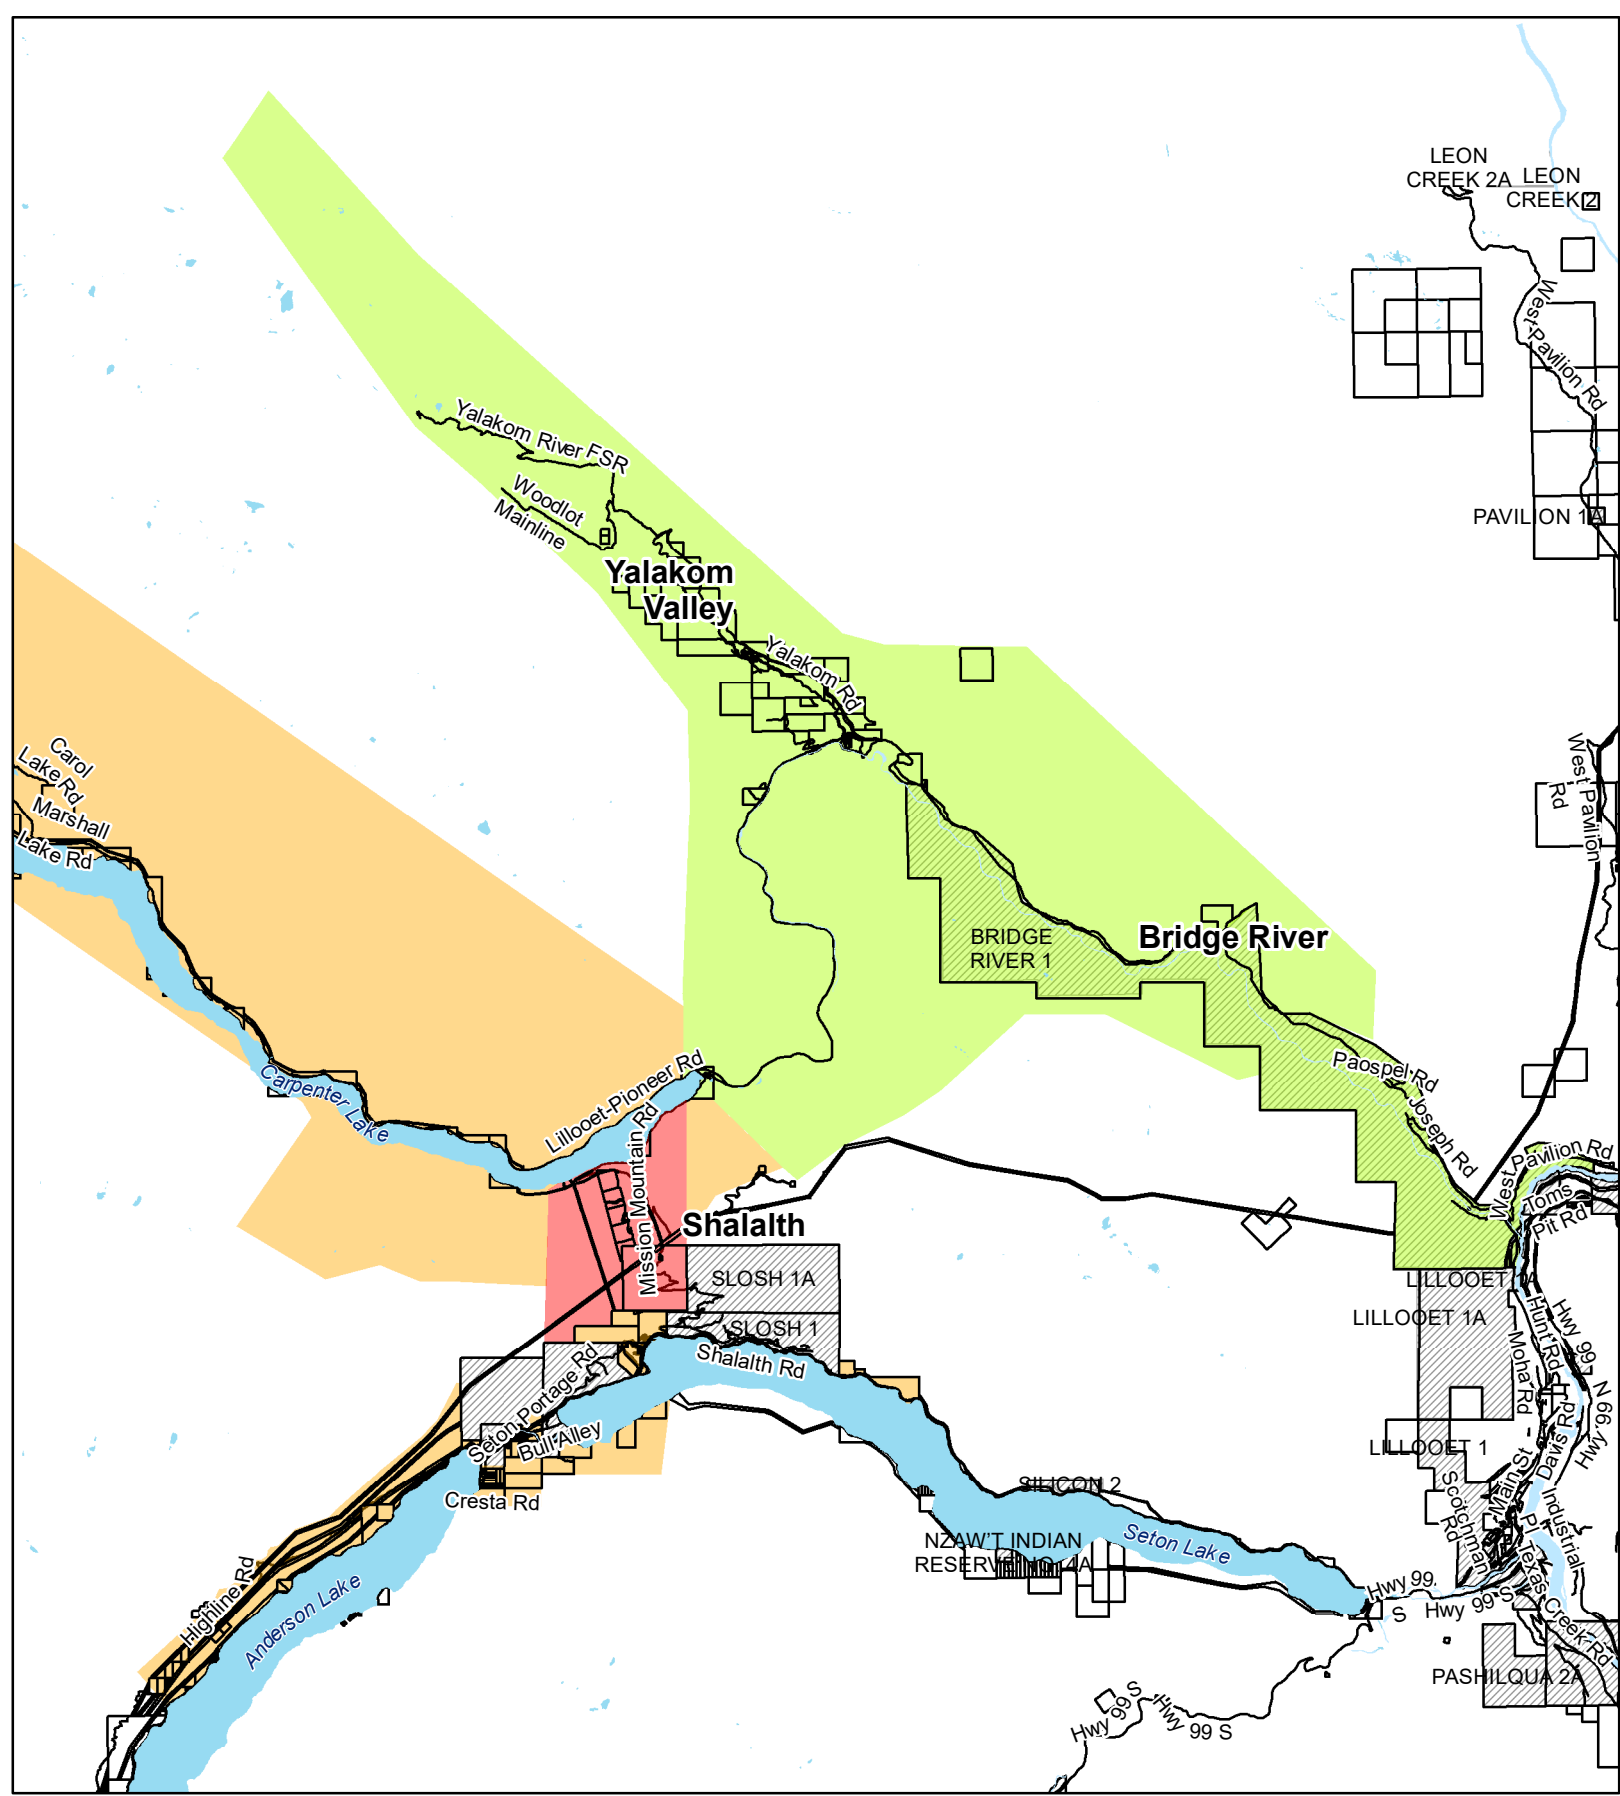 LEON
CREEK 2A
LEON
CREEK 2
West Pavilion Rd
Yalakom River FSR
Woodlot
Mainline
PAVILION 1A
Yalakom
Valley
Yalakom Rd
Carol
Lake Rd
Marshall
Lake Rd
West Pavilion
Rd
BRIDGE
RIVER 1
Bridge River
Carpenter Lake
Lillooet-Pioneer Rd
Mission Mountain Rd
Paospel Rd
Joseph Rd
West Pavilion Rd
Joms
Pit Rd
Shalalth
SLOSH 1A
SLOSH 1
Shalalth Rd
LILLOOET
LILLOOET 1A
Hunt Rd
Moha Rd
Hwy 99
N
Hwy 99
Seton Portage Rd
Bull Alley
Cresta Rd
LILLOOET 1
Main St
Davis Rd
Scotchman
Rd
Industrial
Pl
SILICON 2
NZAW'T INDIAN
RESERVE NO. 4A
Seton Lake
Highline Rd
Anderson Lake
Hwy 99
S
Hwy 99 S
Texas Creek Rd
PASHILQUA 2A
Hwy 99 S
Hwy 99 S